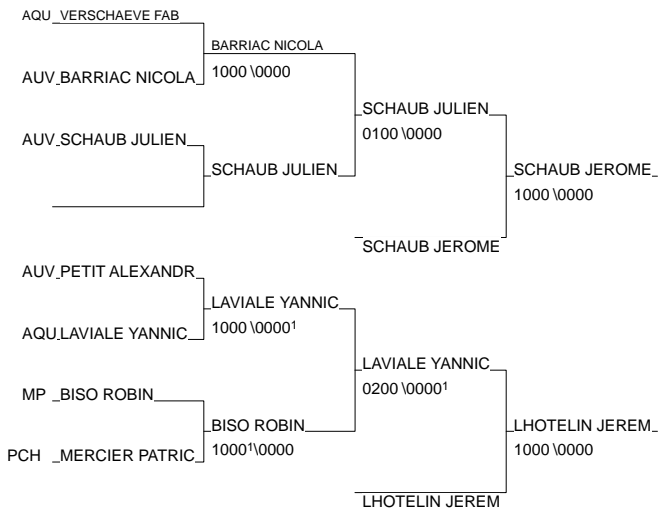 AQU VERSCHAEVE FAB
BARRIAC NICOLA
1000 \0000
AUV BARRIAC NICOLA
SCHAUB JULIEN
0100 \0000
AUV SCHAUB JULIEN
SCHAUB JULIEN
SCHAUB JEROME
1000 \0000
SCHAUB JEROME
AUV PETIT ALEXANDR
LAVIALE YANNIC
1000 \0000¹
AQU LAVIALE YANNIC
LAVIALE YANNIC
0200 \0000¹
MP BISO ROBIN
BISO ROBIN
1000¹\0000
LHOTELIN JEREM
1000 \0000
PCH MERCIER PATRIC
LHOTELIN JEREM